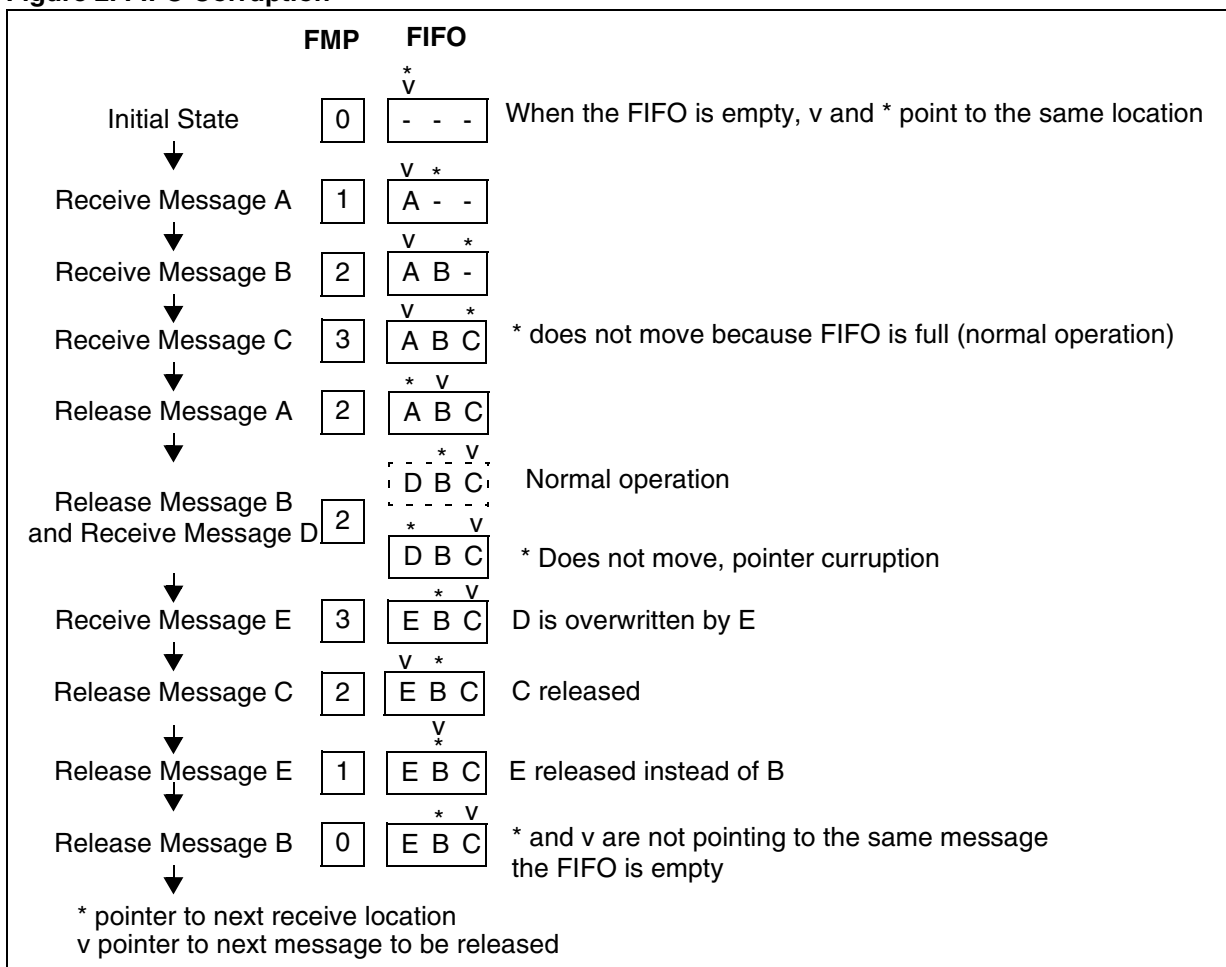 Figure 2. FIFO Corruption
FMP FIFO
*
v
Initial State 0 - - - When the FIFO is empty, v and * point to the same location
v *
Receive Message A 1 A - -
v *
Receive Message B 2 A B -
v *
Receive Message C 3 A B C * does not move because FIFO is full (normal operation)
* v
Release Message A 2 A B C
* v
D B C Normal operation
Release Message B
and Receive Message D 2
* v
D B C * Does not move, pointer curruption
* v
Receive Message E 3 E B C D is overwritten by E
v *
Release Message C 2 E B C C released
v
*
Release Message E 1 E B C E released instead of B
* v
Release Message B 0 E B C * and v are not pointing to the same message
the FIFO is empty
* pointer to next receive location
v pointer to next message to be released